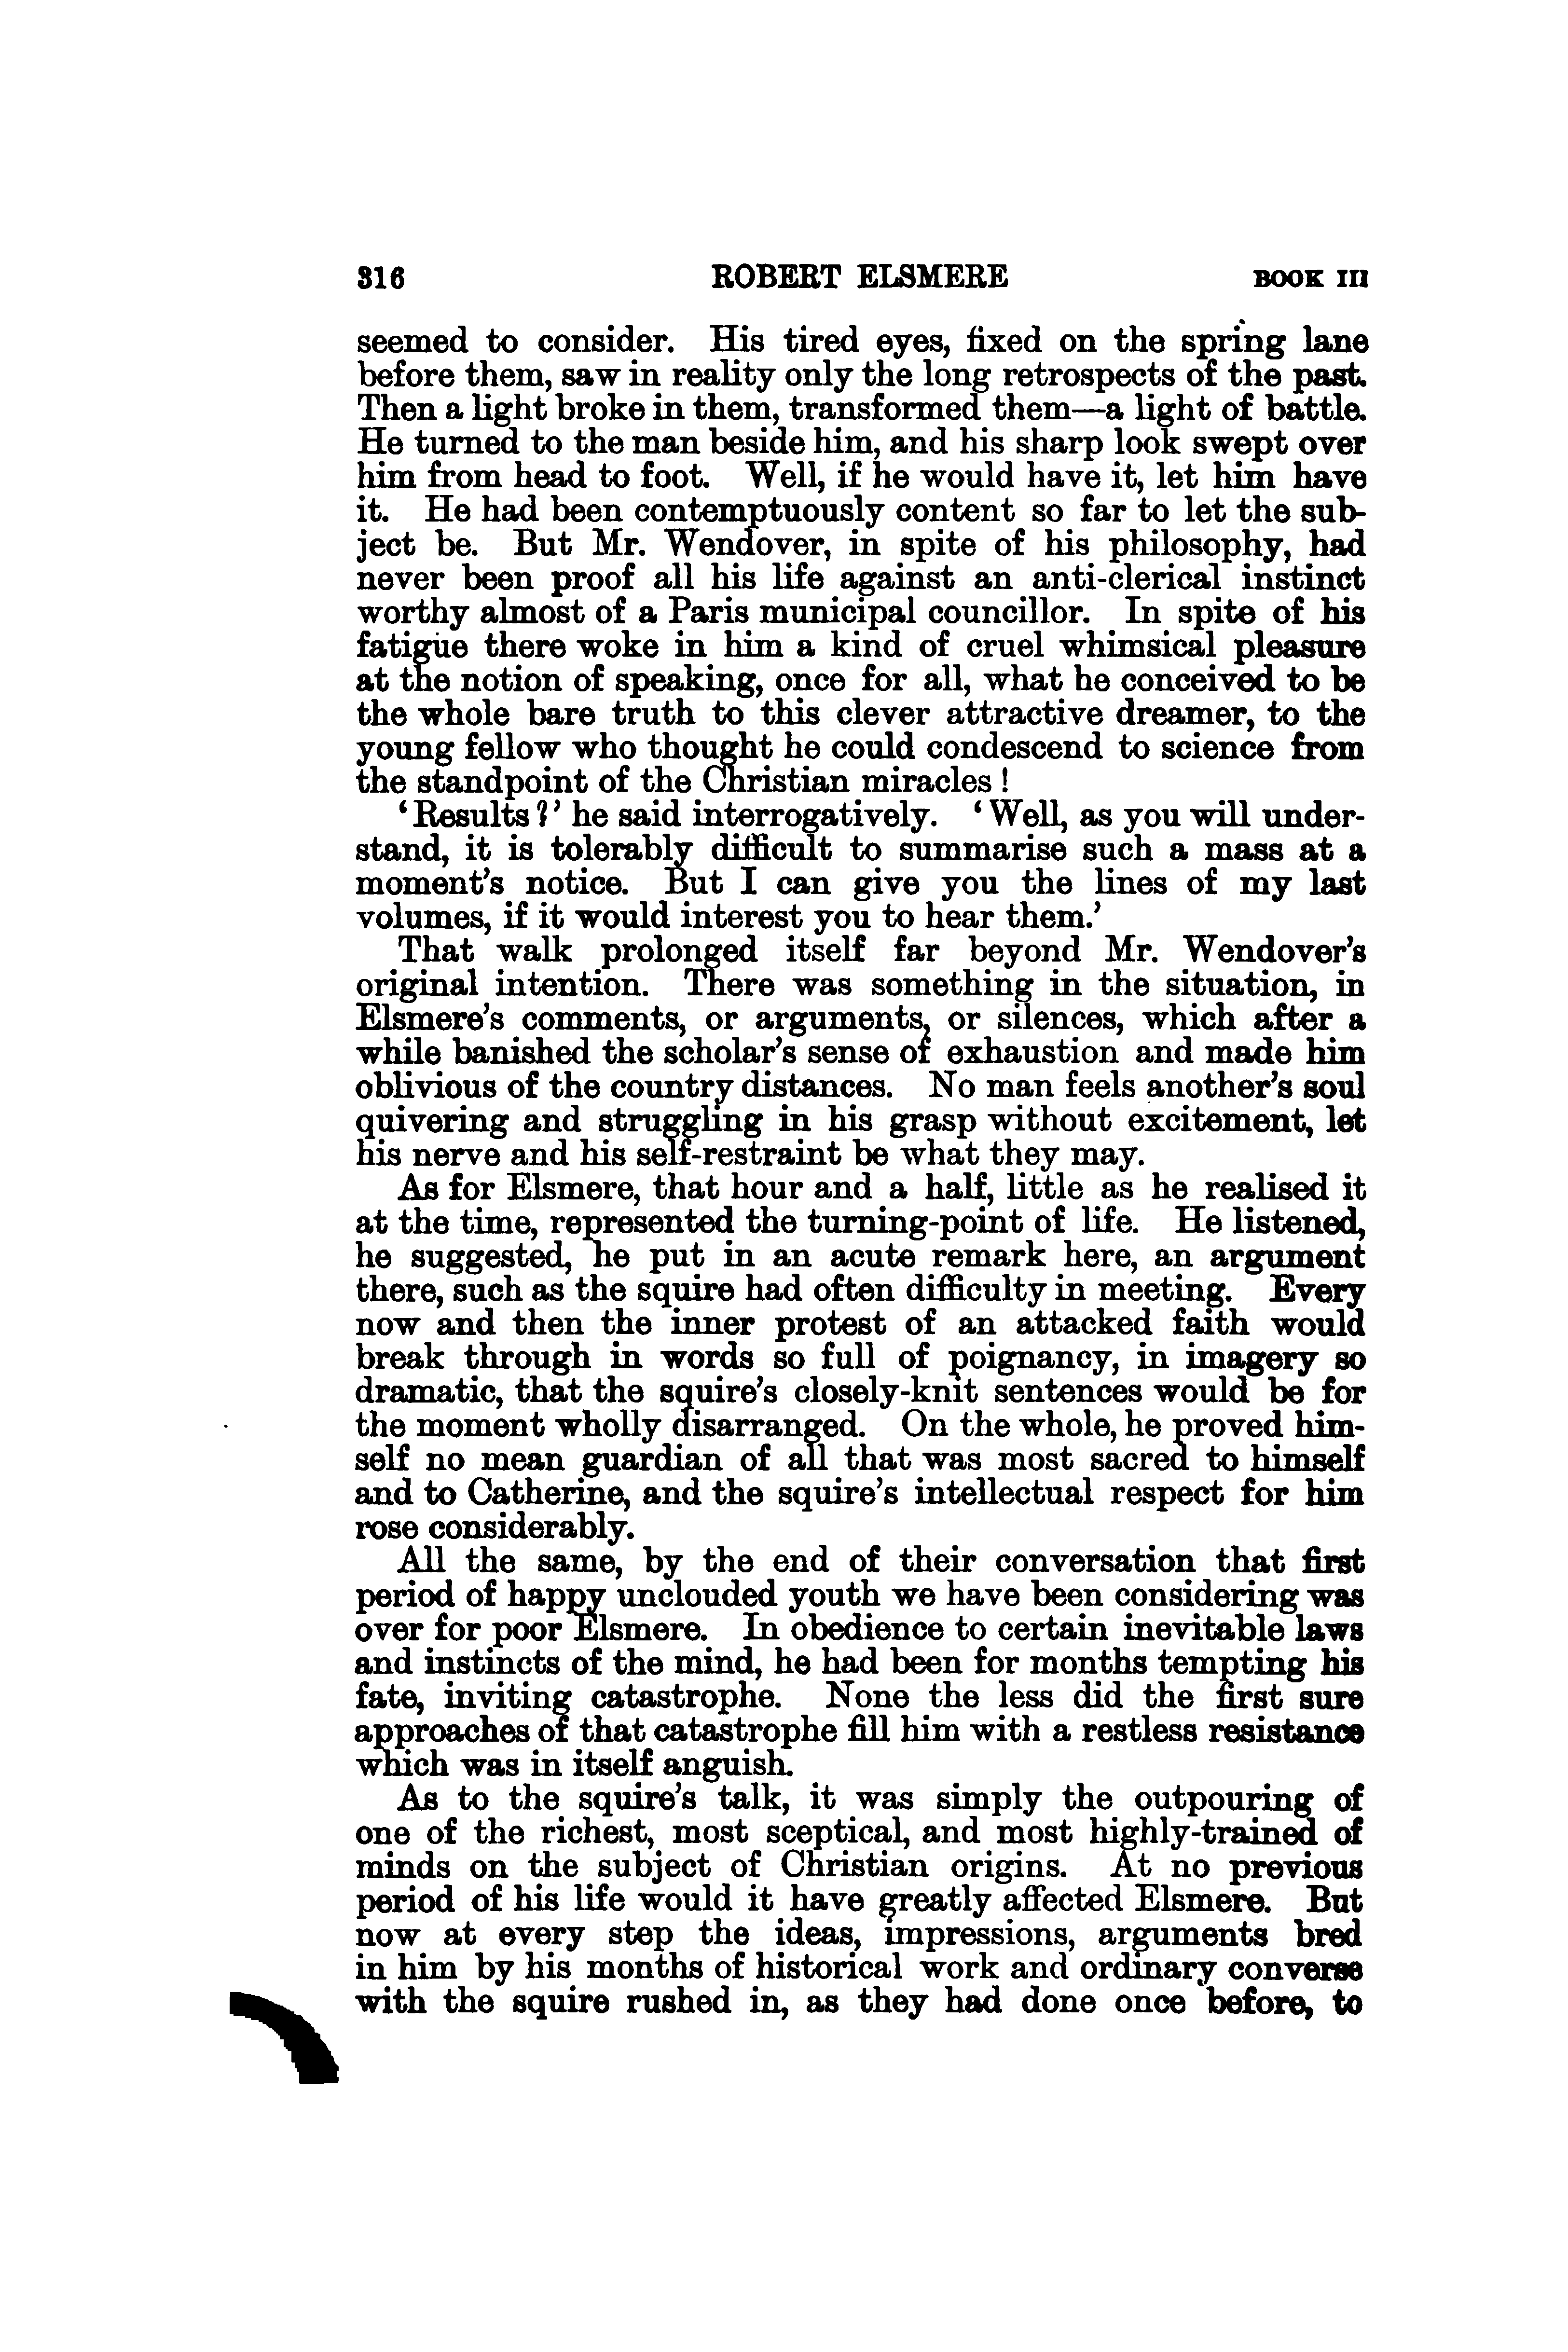 316 ROBERT ELSMERE BOOK III
seemed to consider. His tired eyes, fixed on the spring lane
before them, saw in reality only the long retrospects of the past.
Then a light broke in them, transformed them—a light of battle.
He turned to the man beside him, and his sharp look swept over
him from head to foot. Well, if he would have it, let him have
it. He had been contemptuously content so far to let the sub-
ject be. But Mr. Wendover, in spite of his philosophy, had
never been proof all his life against an anti-clerical instinct
worthy almost of a Paris municipal councillor. In spite of his
fatigue there woke in him a kind of cruel whimsical pleasure
at the notion of speaking, once for all, what he conceived to be
the whole bare truth to this clever attractive dreamer, to the
young fellow who thought he could condescend to science from
the standpoint of the Christian miracles!
‘Results?’ he said interrogatively. ‘Well, as you will under-
stand, it is tolerably difficult to summarise such a mass at a
moment’s notice. But I can give you the lines of my last
volumes, if it would interest you to hear them.’
That walk prolonged itself far beyond Mr. Wendover’s
original intention. There was something in the situation, in
Elsmere’s comments, or arguments, or silences, which after a
while banished the scholar’s sense of exhaustion and made him
oblivious of the country distances. No man feels another’s soul
quivering and struggling in his grasp without excitement, let
his nerve and his self-restraint be what they may.
As for Elsmere, that hour and a half, little as he realised it
at the time, represented the turning-point of life. He listened,
he suggested, he put in an acute remark here, an argument
there, such as the squire had often difficulty in meeting. Every
now and then the inner protest of an attacked faith would
break through in words so full of poignancy, in imagery so
dramatic, that the squire’s closely-knit sentences would be for
the moment wholly disarranged. On the whole, he proved him-
self no mean guardian of all that was most sacred to himself
and to Catherine, and the squire’s intellectual respect for him
rose considerably.
All the same, by the end of their conversation that first
period of happy unclouded youth we have been considering was
over for poor Elsmere. In obedience to certain inevitable laws
and instincts of the mind, he had been for months tempting his
fate, inviting catastrophe. None the less did the first sure
approaches of that catastrophe fill him with a restless resistance
which was in itself anguish.
As to the squire’s talk, it was simply the outpouring of
one of the richest, most sceptical, and most highly-trained of
minds on the subject of Christian origins. At no previous
period of his life would it have greatly affected Elsmere. But
now at every step the ideas, impressions, arguments bred
in him by his months of historical work and ordinary converse
with the squire rushed in, as they had done once before, to